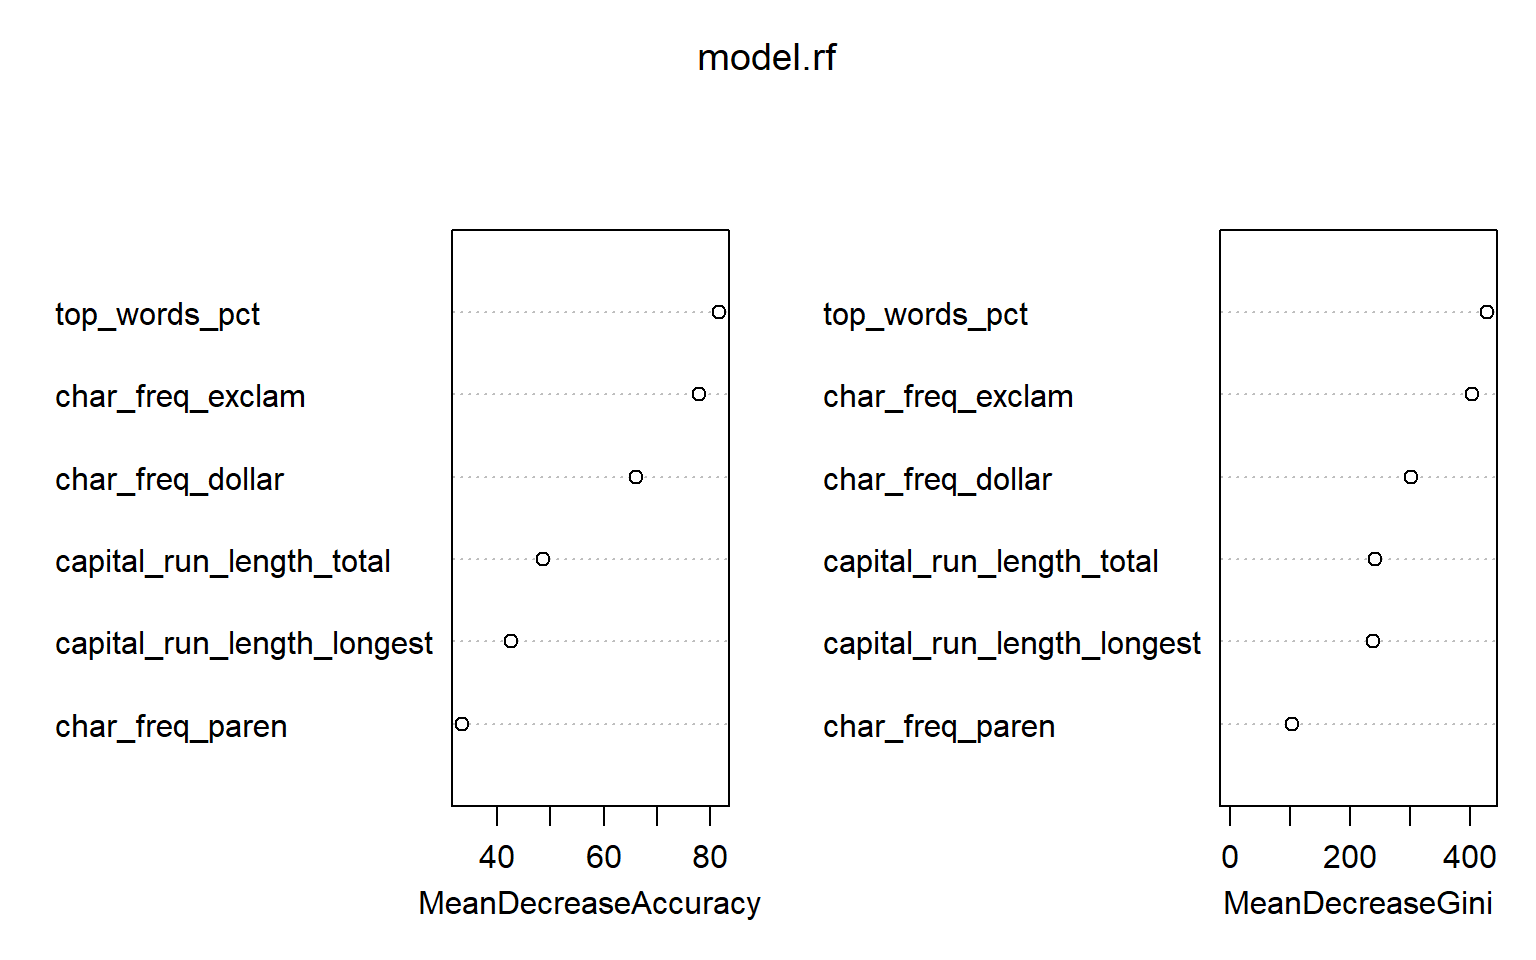 model.rf
top_words_pct
char_freq_exclam
char_freq_dollar
capital_run_length_total
capital_run_length_longest
char_freq_paren
40 60 80
MeanDecreaseAccuracy
top_words_pct
char_freq_exclam
char_freq_dollar
capital_run_length_total
capital_run_length_longest
char_freq_paren
0 200 400
MeanDecreaseGini